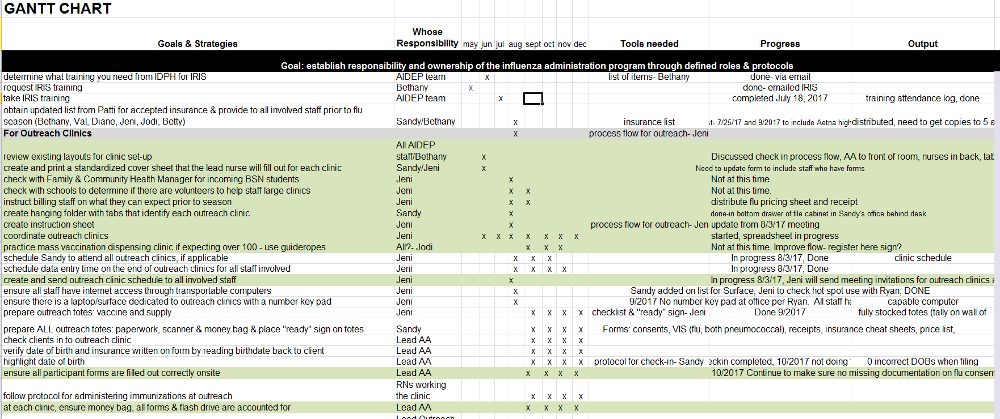 GANTT CHART
Goals & Strategies Whose Responsibility may jun jul aug sept oct nov dec Tools needed Progress Output
Goal: establish responsibility and ownership of the influenza administration program through defined roles & protocols
determine what training you need from IDPH for IRIS AIDEP team x list of items- Bethany done- via email
request IRIS training Bethany x done- emailed IRIS
take IRIS training AIDEP team x completed July 18, 2017 training attendance log, done
obtain updated list from Patti for accepted insurance & provide to all involved staff prior to flu
season (Bethany, Val, Diane, Jeni, Jodi, Betty) Sandy/Bethany x insurance list t- 7/25/17 and 9/2017 to include Aetna high distributed, need to get copies to 5 a
For Outreach Clinics x process flow for outreach- Jeni
All AIDEP
review existing layouts for clinic set-up staff/Bethany x Discussed check in process flow, AA to front of room, nurses in back, tab
create and print a standardized cover sheet that the lead nurse will fill out for each clinic Sandy/Jeni x Need to update form to include staff who have forms
check with Family & Community Health Manager for incoming BSN students Jeni x Not at this time.
check with schools to determine if there are volunteers to help staff large clinics Jeni x x Not at this time.
instruct billing staff on what they can expect prior to season Jeni x x distribute flu pricing sheet and receipt
create hanging folder with tabs that identify each outreach clinic Sandy x done-in bottom drawer of file cabinet in Sandy's office behind desk
create instruction sheet Jeni x process flow for outreach- Jen update from 8/3/17 meeting
coordinate outreach clinics Jeni x x x x x x x started, spreadsheet in progress
practice mass vaccination dispensing clinic if expecting over 100 - use guideropes All?- Jodi x x x Not at this time. Improve flow- register here sign?
schedule Sandy to attend all outreach clinics, if applicable Jeni x x x In progress 8/3/17, Done clinic schedule
schedule data entry time on the end of outreach clinics for all staff involved Jeni x x x x In progress 8/3/17, Done
create and send outreach clinic schedule to all involved staff Jeni x In progress 8/3/17, Jeni will send meeting invitations for outreach clinics a
ensure all staff have internet access through transportable computers Jeni x Sandy added on list for Surface, Jeni to check hot spot use with Ryan, DONE
ensure there is a laptop/surface dedicated to outreach clinics with a number key pad Jeni x 9/2017 No number key pad at office per Ryan. All staff ha capable computer
prepare outreach totes: vaccine and supply Jeni x x x x checklist & "ready" sign- Jeni Done 9/2017 fully stocked totes (tally on wall of
prepare ALL outreach totes: paperwork, scanner & money bag & place "ready" sign on totes Sandy x x x x Forms: consents, VIS (flu, both pneumococcal), receipts, insurance cheat sheets, price list,
check clients in to outreach clinic Lead AA x x x x
verify date of birth and insurance written on form by reading birthdate back to client Lead AA x x x x
highlight date of birth Lead AA x x x x protocol for check-in- Sandy eckin completed, 10/2017 not doing 0 incorrect DOBs when filing
ensure all participant forms are filled out correctly onsite Lead AA x x x x 10/2017 Continue to make sure no missing documentation on flu consent
RNs working
follow protocol for administering immunizations at outreach the clinic x x x x
at each clinic, ensure money bag, all forms & flash drive are accounted for Lead AA x x x x
Lead Outreach